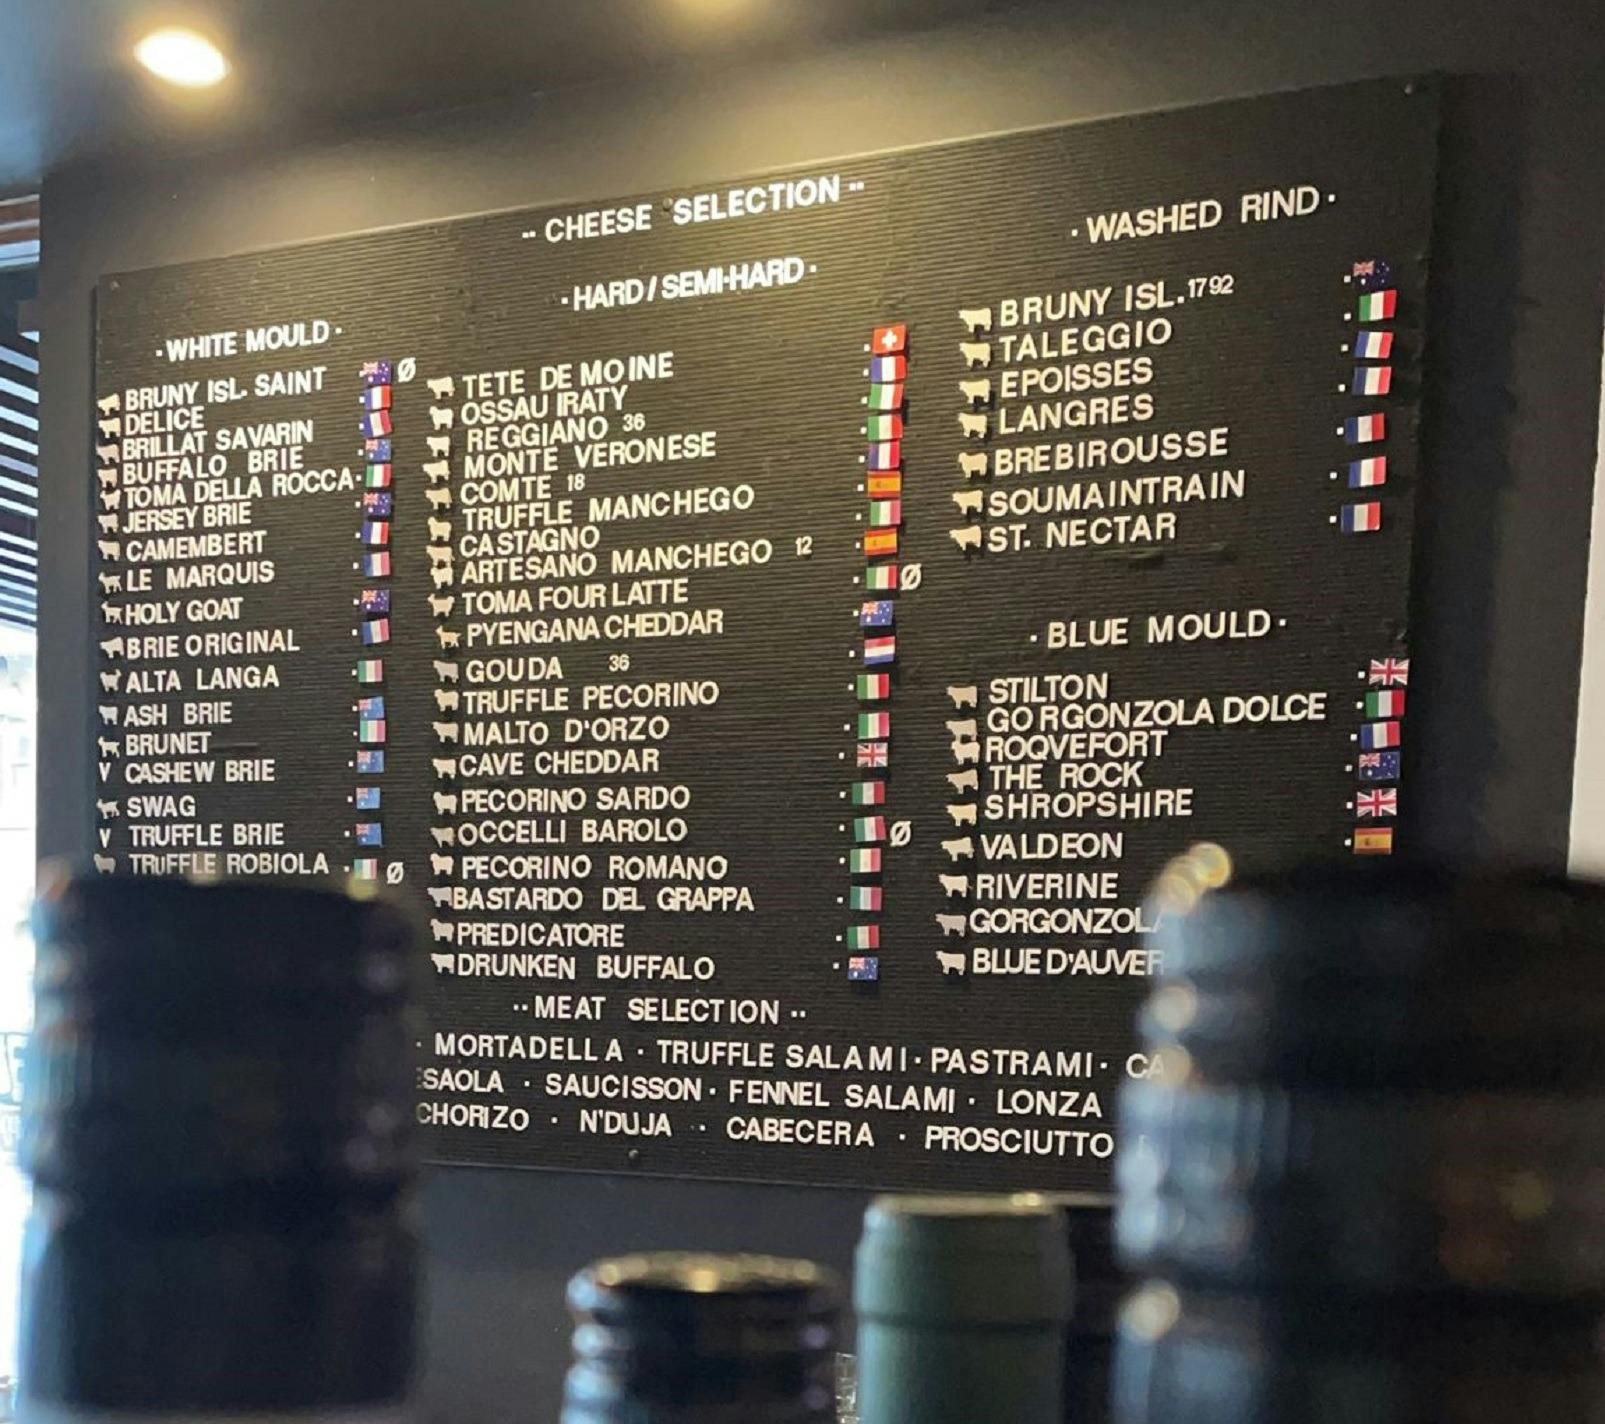 ·· CHEESE SELECTION ··
· WHITE MOULD ·
BRUNY ISL. SAINT Ø
DELICE
BRILLAT SAVARIN
BUFFALO BRIE
TOMA DELLA ROCCA ·
JERSEY BRIE
CAMEMBERT
LE MARQUIS
HOLY GOAT
BRIE ORIGINAL
ALTA LANGA
ASH BRIE
BRUNET
V CASHEW BRIE
SWAG
V TRUFFLE BRIE
TRUFFLE ROBIOLA · Ø
· HARD / SEMI-HARD ·
TETE DE MOINE
OSSAU IRATY
REGGIANO 36
MONTE VERONESE
COMTE 18
TRUFFLE MANCHEGO
CASTAGNO
ARTESANO MANCHEGO 12
TOMA FOUR LATTE Ø
PYENGANA CHEDDAR
GOUDA 36
TRUFFLE PECORINO
MALTO D'ORZO
CAVE CHEDDAR
PECORINO SARDO
OCCELLI BAROLO Ø
PECORINO ROMANO
BASTARDO DEL GRAPPA
PREDICATORE
DRUNKEN BUFFALO
· WASHED RIND ·
BRUNY ISL. 1792
TALEGGIO
EPOISSES
LANGRES
BREBIROUSSE
SOUMAINTRAIN
ST. NECTAR
· BLUE MOULD ·
STILTON
GORGONZOLA DOLCE
ROQVEFORT
THE ROCK
SHROPSHIRE
VALDEON
RIVERINE
GORGONZOLA
BLUE D'AUVER
·· MEAT SELECTION ··
· MORTADELLA · TRUFFLE SALAMI · PASTRAMI ·
SAOLA · SAUCISSON · FENNEL SALAMI · LONZA
CHORIZO · N'DUJA · CABECERA · PROSCIUTTO